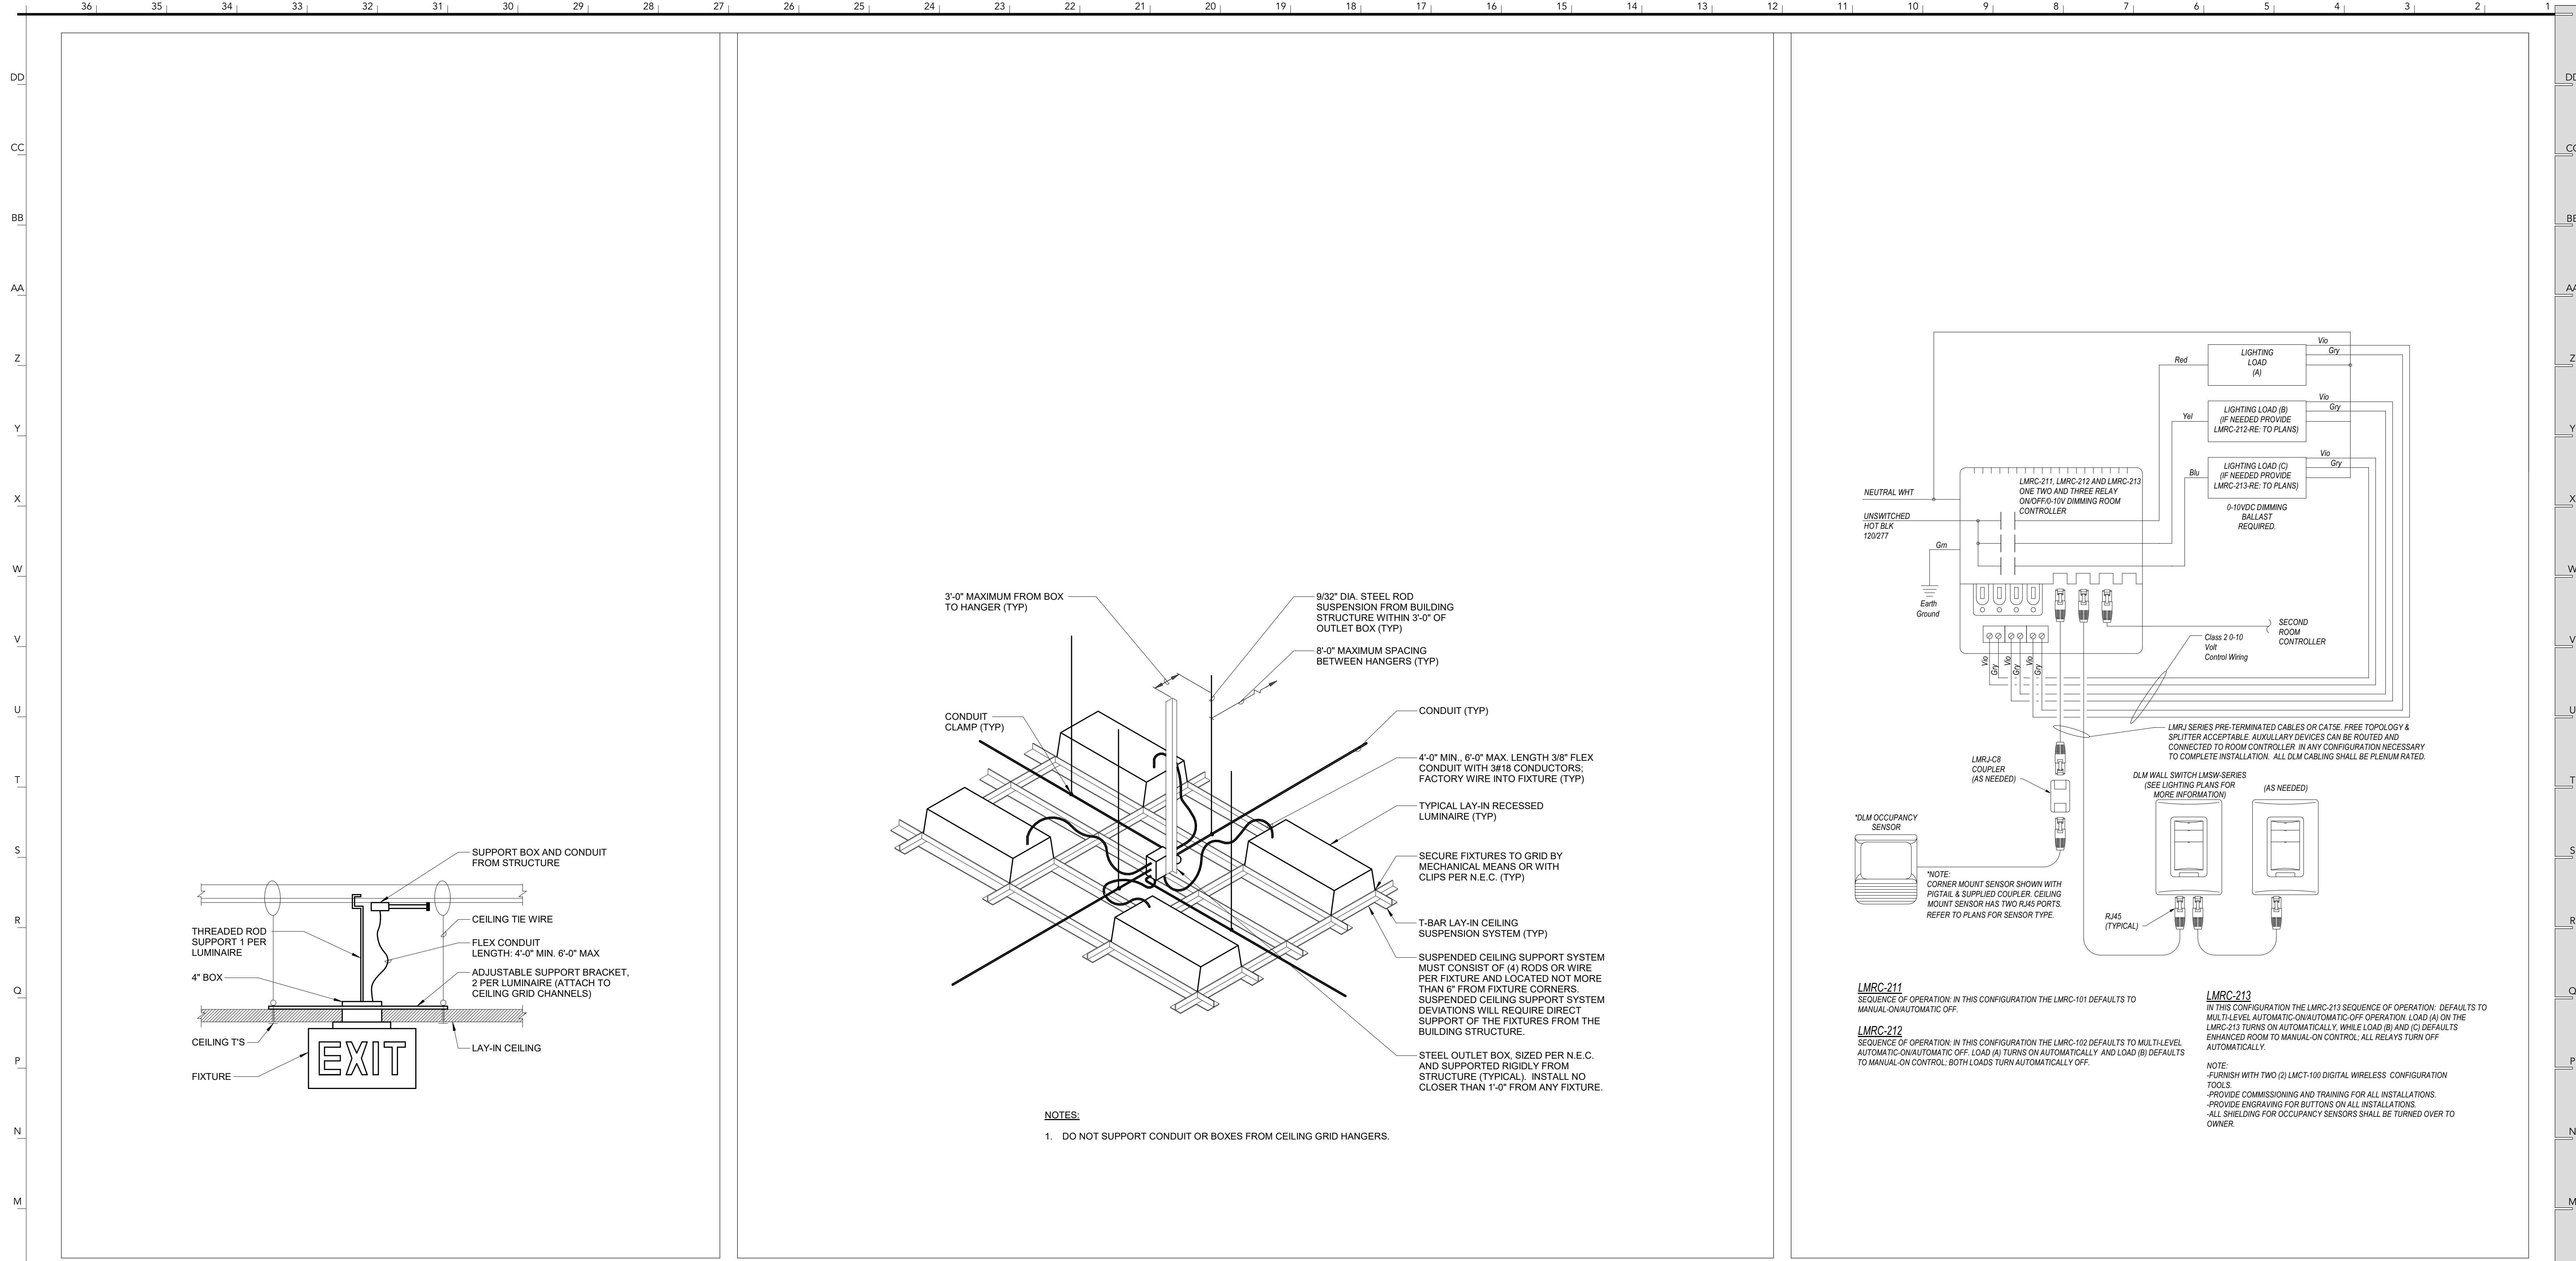 36 35 34 33 32 31 30 29 28 27 26 25 24 23 22 21 20 19 18 17 16 15 14 13 12 11 10 9 8 7 6 5 4 3 2 1
DD
CC
BB
AA
Z
Y
X
W
V
U
T
S
R
Q
P
N
M
SUPPORT BOX AND CONDUIT
FROM STRUCTURE
CEILING TIE WIRE
THREADED ROD
SUPPORT 1 PER
LUMINAIRE
FLEX CONDUIT
LENGTH: 4'-0" MIN. 6'-0" MAX
4" BOX
ADJUSTABLE SUPPORT BRACKET,
2 PER LUMINAIRE (ATTACH TO
CEILING GRID CHANNELS)
CEILING T'S
EXIT
LAY-IN CEILING
FIXTURE
3'-0" MAXIMUM FROM BOX
TO HANGER (TYP)
9/32" DIA. STEEL ROD
SUSPENSION FROM BUILDING
STRUCTURE WITHIN 3'-0" OF
OUTLET BOX (TYP)
8'-0" MAXIMUM SPACING
BETWEEN HANGERS (TYP)
CONDUIT
CLAMP (TYP)
CONDUIT (TYP)
4'-0" MIN., 6'-0" MAX. LENGTH 3/8" FLEX
CONDUIT WITH 3#18 CONDUCTORS;
FACTORY WIRE INTO FIXTURE (TYP)
TYPICAL LAY-IN RECESSED
LUMINAIRE (TYP)
SECURE FIXTURES TO GRID BY
MECHANICAL MEANS OR WITH
CLIPS PER N.E.C. (TYP)
T-BAR LAY-IN CEILING
SUSPENSION SYSTEM (TYP)
SUSPENDED CEILING SUPPORT SYSTEM
MUST CONSIST OF (4) RODS OR WIRE
PER FIXTURE AND LOCATED NOT MORE
THAN 6" FROM FIXTURE CORNERS.
SUSPENDED CEILING SUPPORT SYSTEM
DEVIATIONS WILL REQUIRE DIRECT
SUPPORT OF THE FIXTURES FROM THE
BUILDING STRUCTURE.
STEEL OUTLET BOX, SIZED PER N.E.C.
AND SUPPORTED RIGIDLY FROM
STRUCTURE (TYPICAL). INSTALL NO
CLOSER THAN 1'-0" FROM ANY FIXTURE.
NOTES:
1. DO NOT SUPPORT CONDUIT OR BOXES FROM CEILING GRID HANGERS.
Vio
Gry
Red
LIGHTING
LOAD
(A)
Vio
Gry
Yel
LIGHTING LOAD (B)
(IF NEEDED PROVIDE
LMRC-212-RE: TO PLANS)
Vio
Gry
Blu
LIGHTING LOAD (C)
(IF NEEDED PROVIDE
LMRC-213-RE: TO PLANS)
0-10VDC DIMMING
BALLAST
REQUIRED.
LMRC-211, LMRC-212 AND LMRC-213
ONE TWO AND THREE RELAY
ON/OFF/0-10V DIMMING ROOM
CONTROLLER
NEUTRAL WHT
UNSWITCHED
HOT BLK
120/277
Grn
Earth
Ground
SECOND
ROOM
CONTROLLER
Class 2 0-10
Volt
Control Wiring
Vio
Gry
Vio
Gry
Vio
Gry
LMRJ SERIES PRE-TERMINATED CABLES OR CAT5E. FREE TOPOLOGY &
SPLITTER ACCEPTABLE. AUXULLARY DEVICES CAN BE ROUTED AND
CONNECTED TO ROOM CONTROLLER IN ANY CONFIGURATION NECESSARY
TO COMPLETE INSTALLATION. ALL DLM CABLING SHALL BE PLENUM RATED.
LMRJ-C8
COUPLER
(AS NEEDED)
DLM WALL SWITCH LMSW-SERIES
(SEE LIGHTING PLANS FOR
MORE INFORMATION)
(AS NEEDED)
*DLM OCCUPANCY
SENSOR
*NOTE:
CORNER MOUNT SENSOR SHOWN WITH
PIGTAIL & SUPPLIED COUPLER. CEILING
MOUNT SENSOR HAS TWO RJ45 PORTS.
REFER TO PLANS FOR SENSOR TYPE.
RJ45
(TYPICAL)
LMRC-211
SEQUENCE OF OPERATION: IN THIS CONFIGURATION THE LMRC-101 DEFAULTS TO
MANUAL-ON/AUTOMATIC OFF.
LMRC-212
SEQUENCE OF OPERATION: IN THIS CONFIGURATION THE LMRC-102 DEFAULTS TO MULTI-LEVEL
AUTOMATIC-ON/AUTOMATIC OFF. LOAD (A) TURNS ON AUTOMATICALLY AND LOAD (B) DEFAULTS
TO MANUAL-ON CONTROL; BOTH LOADS TURN AUTOMATICALLY OFF.
LMRC-213
IN THIS CONFIGURATION THE LMRC-213 SEQUENCE OF OPERATION: DEFAULTS TO
MULTI-LEVEL AUTOMATIC-ON/AUTOMATIC-OFF OPERATION. LOAD (A) ON THE
LMRC-213 TURNS ON AUTOMATICALLY, WHILE LOAD (B) AND (C) DEFAULTS
ENHANCED ROOM TO MANUAL-ON CONTROL; ALL RELAYS TURN OFF
AUTOMATICALLY.
NOTE:
-FURNISH WITH TWO (2) LMCT-100 DIGITAL WIRELESS CONFIGURATION
TOOLS.
-PROVIDE COMMISSIONING AND TRAINING FOR ALL INSTALLATIONS.
-PROVIDE ENGRAVING FOR BUTTONS ON ALL INSTALLATIONS.
-ALL SHIELDING FOR OCCUPANCY SENSORS SHALL BE TURNED OVER TO
OWNER.